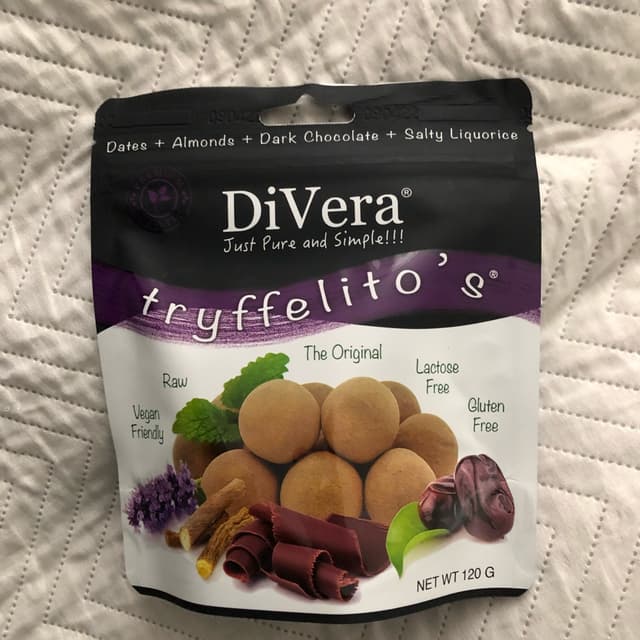 Dates + Almonds + Dark Chocolate + Salty Liquorice
DiVera®
Just Pure and Simple!!!
tryffelito's®
The Original
Raw
Lactose
Free
Vegan
Friendly
Gluten
Free
NET WT 120 G